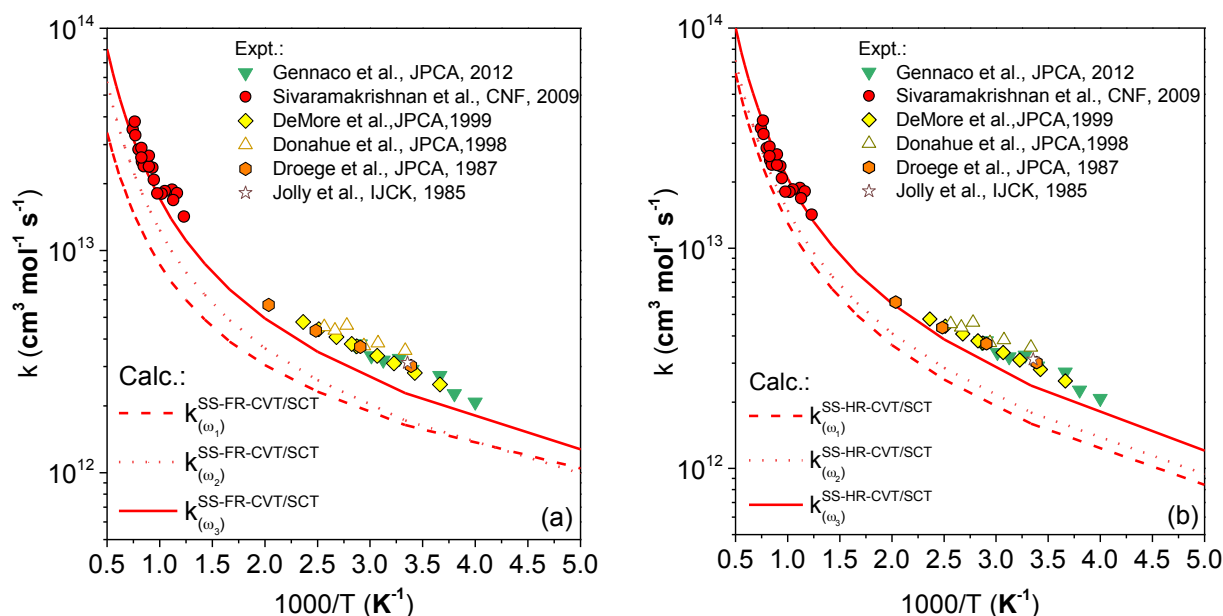 10^14
10^13
10^12
k (cm^3 mol^-1 s^-1)
Expt.:
Gennaco et al., JPCA, 2012
Sivaramakrishnan et al., CNF, 2009
DeMore et al.,JPCA,1999
Donahue et al., JPCA,1998
Droege et al., JPCA, 1987
Jolly et al., IJCK, 1985
Calc.:
k_(ω1)^SS-FR-CVT/SCT
k_(ω2)^SS-FR-CVT/SCT
k_(ω3)^SS-FR-CVT/SCT
(a)
0.5 1.0 1.5 2.0 2.5 3.0 3.5 4.0 4.5 5.0
1000/T (K^-1)
10^14
10^13
10^12
k (cm^3 mol^-1 s^-1)
Expt.:
Gennaco et al., JPCA, 2012
Sivaramakrishnan et al., CNF, 2009
DeMore et al.,JPCA,1999
Donahue et al., JPCA,1998
Droege et al., JPCA, 1987
Jolly et al., IJCK, 1985
Calc.:
k_(ω1)^SS-HR-CVT/SCT
k_(ω2)^SS-HR-CVT/SCT
k_(ω3)^SS-HR-CVT/SCT
(b)
0.5 1.0 1.5 2.0 2.5 3.0 3.5 4.0 4.5 5.0
1000/T (K^-1)